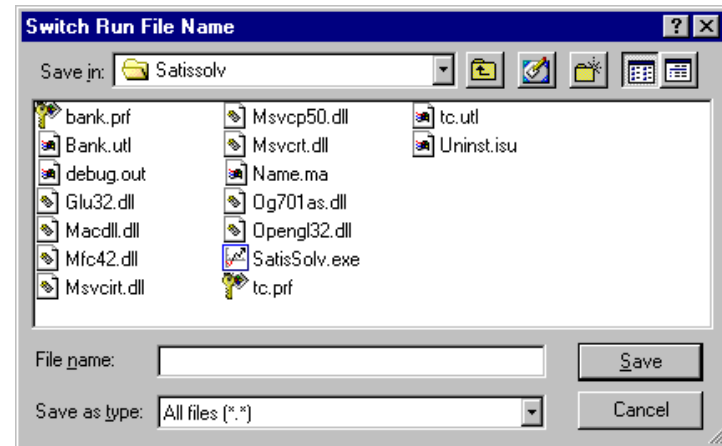 Switch Run File Name
Save in: Satissolv
bank.prf
Bank.utl
debug.out
Glu32.dll
Macdll.dll
Mfc42.dll
Msvcirt.dll
Msvcp50.dll
Msvcrt.dll
Name.ma
Og701as.dll
Opengl32.dll
SatisSolv.exe
tc.prf
tc.utl
Uninst.isu
File name:
Save
Save as type: All files (*.*)
Cancel